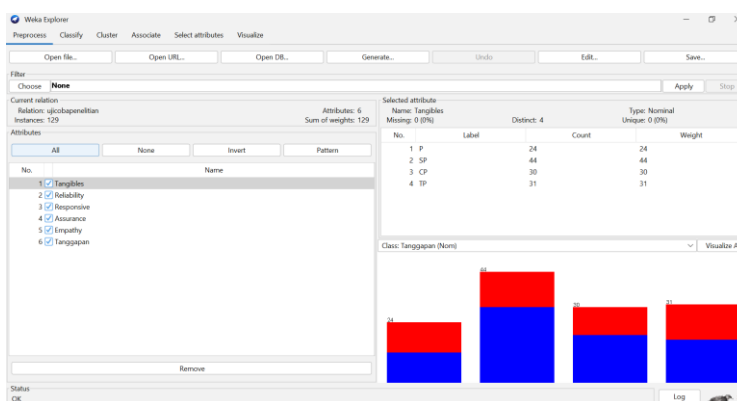 Weka Explorer
Preprocess Classify Cluster Associate Select attributes Visualize
Open file... Open URL... Open DB... Generate... Undo Edit... Save...
Filter
Choose None Apply Stop
Current relation
Relation: ujicobapenelitian Attributes: 6
Instances: 129 Sum of weights: 129
Attributes
All None Invert Pattern
No. Name
1 Tangibles
2 Reliability
3 Responsive
4 Assurance
5 Empathy
6 Tanggapan
Remove
Selected attribute
Name: Tangibles Type: Nominal
Missing: 0 (0%) Distinct: 4 Unique: 0 (0%)
No. Label Count Weight
1 P 24 24
2 SP 44 44
3 CP 30 30
4 TP 31 31
Class: Tanggapan (Nom) Visualize A
24 44 30 31
Status
OK Log